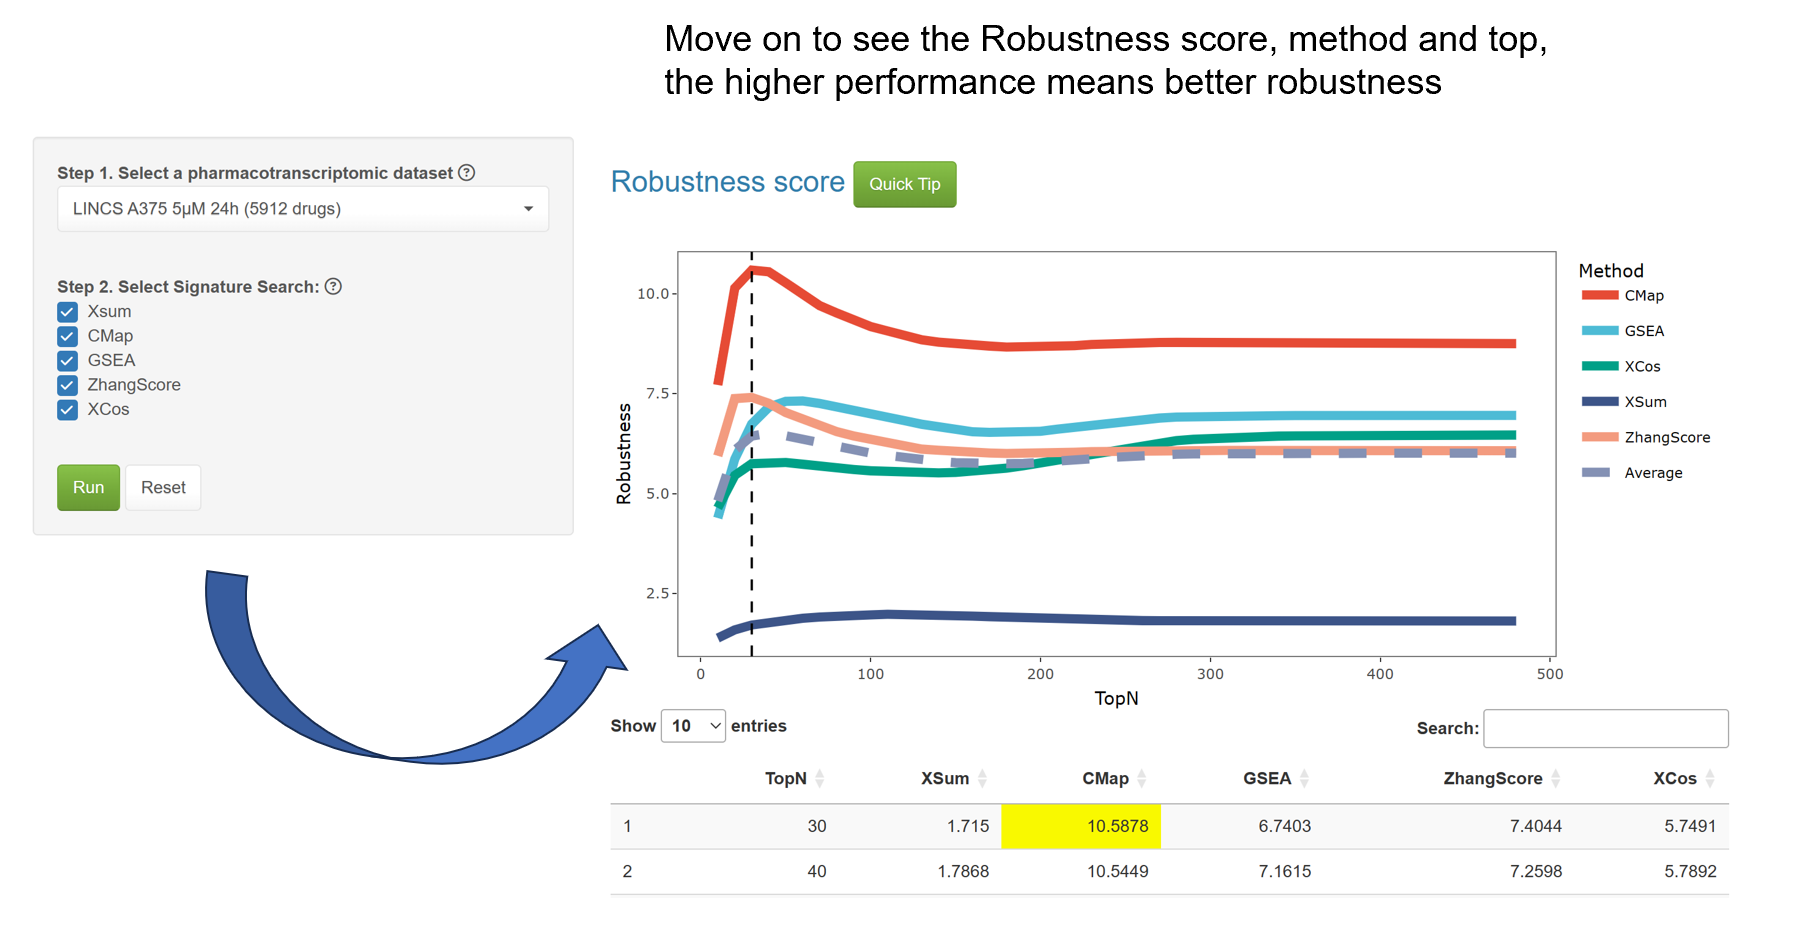 Move on to see the Robustness score, method and top,
the higher performance means better robustness
Step 1. Select a pharmacotranscriptomic dataset ?
LINCS A375 5μM 24h (5912 drugs)
Step 2. Select Signature Search: ?
Xsum
CMap
GSEA
ZhangScore
XCos
Run Reset
Robustness score Quick Tip
10.0
7.5
5.0
2.5
Robustness
0 100 200 300 400 500
TopN
Method
CMap
GSEA
XCos
XSum
ZhangScore
Average
Show 10 entries Search:
TopN XSum CMap GSEA ZhangScore XCos
1 30 1.715 10.5878 6.7403 7.4044 5.7491
2 40 1.7868 10.5449 7.1615 7.2598 5.7892